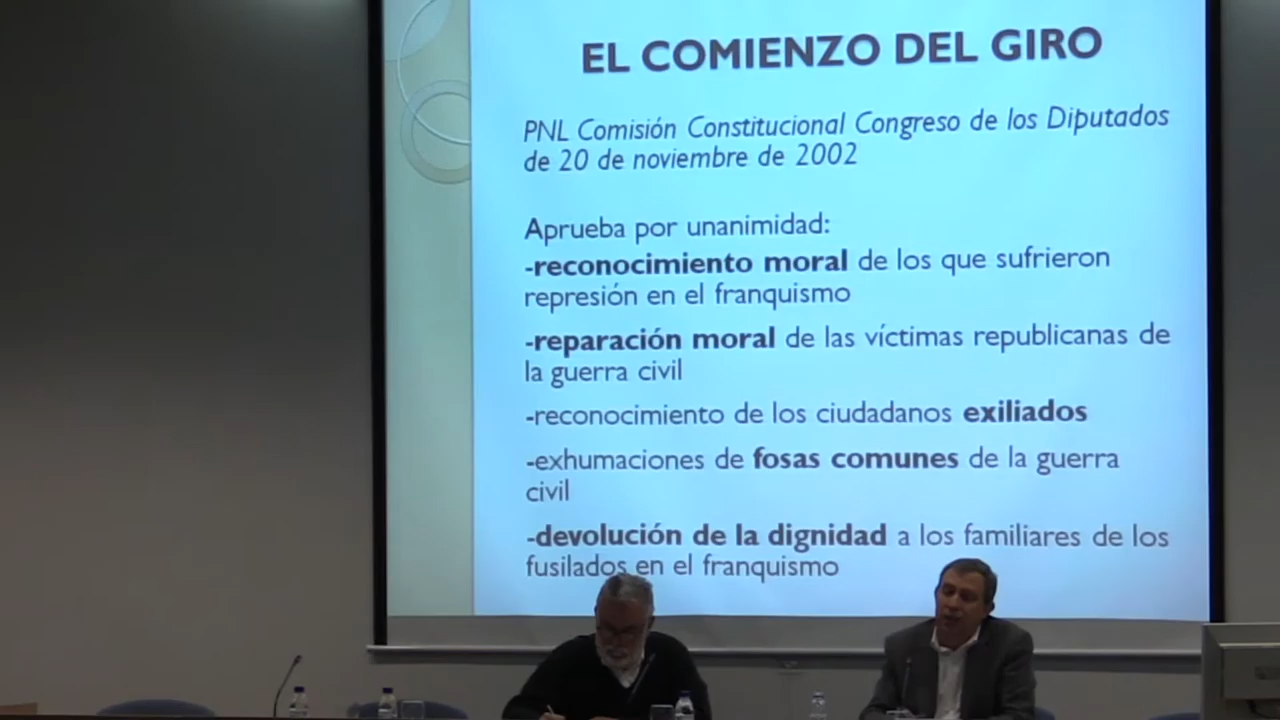 EL COMIENZO DEL GIRO
PNL Comisión Constitucional Congreso de los Diputados
de 20 de noviembre de 2002
Aprueba por unanimidad:
-reconocimiento moral de los que sufrieron
represión en el franquismo
-reparación moral de las víctimas republicanas de
la guerra civil
-reconocimiento de los ciudadanos exiliados
-exhumaciones de fosas comunes de la guerra
civil
-devolución de la dignidad a los familiares de los
fusilados en el franquismo